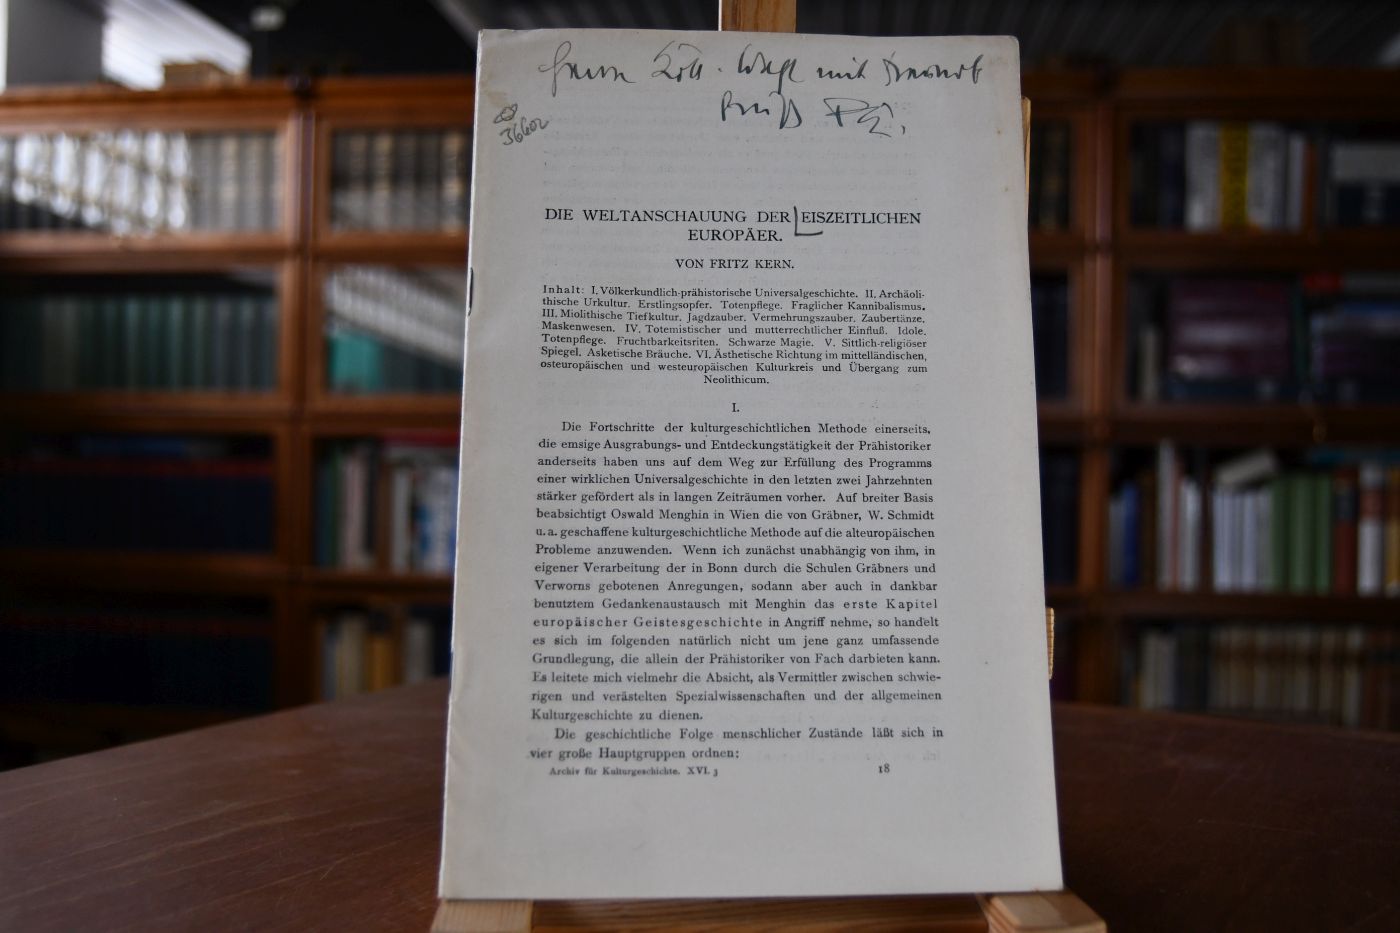 Herrn mit
Gruß
36602
DIE WELTANSCHAUUNG DER EISZEITLICHEN
EUROPÄER.
VON FRITZ KERN.
Inhalt: I. Völkerkundlich-prähistorische Universalgeschichte. II. Archäoli-
thische Urkultur. Erstlingsopfer. Totenpflege. Fraglicher Kannibalismus.
III. Miolithische Tiefkultur. Jagdzauber. Vermehrungszauber. Zaubertänze.
Maskenwesen. IV. Totemistischer und mutterrechtlicher Einfluß. Idole.
Totenpflege. Fruchtbarkeitsriten. Schwarze Magie. V. Sittlich-religiöser
Spiegel. Asketische Bräuche. VI. Ästhetische Richtung im mittelländischen,
osteuropäischen und westeuropäischen Kulturkreis und Übergang zum
Neolithicum.
I.
Die Fortschritte der kulturgeschichtlichen Methode einerseits,
die emsige Ausgrabungs- und Entdeckungstätigkeit der Prähistoriker
anderseits haben uns auf dem Weg zur Erfüllung des Programms
einer wirklichen Universalgeschichte in den letzten zwei Jahrzehnten
stärker gefördert als in langen Zeiträumen vorher. Auf breiter Basis
beabsichtigt Oswald Menghin in Wien die von Gräbner, W. Schmidt
u. a. geschaffene kulturgeschichtliche Methode auf die alteuropäischen
Probleme anzuwenden. Wenn ich zunächst unabhängig von ihm, in
eigener Verarbeitung der in Bonn durch die Schulen Gräbners und
Verworns gebotenen Anregungen, sodann aber auch in dankbar
benutztem Gedankenaustausch mit Menghin das erste Kapitel
europäischer Geistesgeschichte in Angriff nehme, so handelt
es sich im folgenden natürlich nicht um jene ganz umfassende
Grundlegung, die allein der Prähistoriker von Fach darbieten kann.
Es leitete mich vielmehr die Absicht, als Vermittler zwischen schwie-
rigen und verästelten Spezialwissenschaften und der allgemeinen
Kulturgeschichte zu dienen.
Die geschichtliche Folge menschlicher Zustände läßt sich in
vier große Hauptgruppen ordnen:
Archiv für Kulturgeschichte. XVI. 3 18